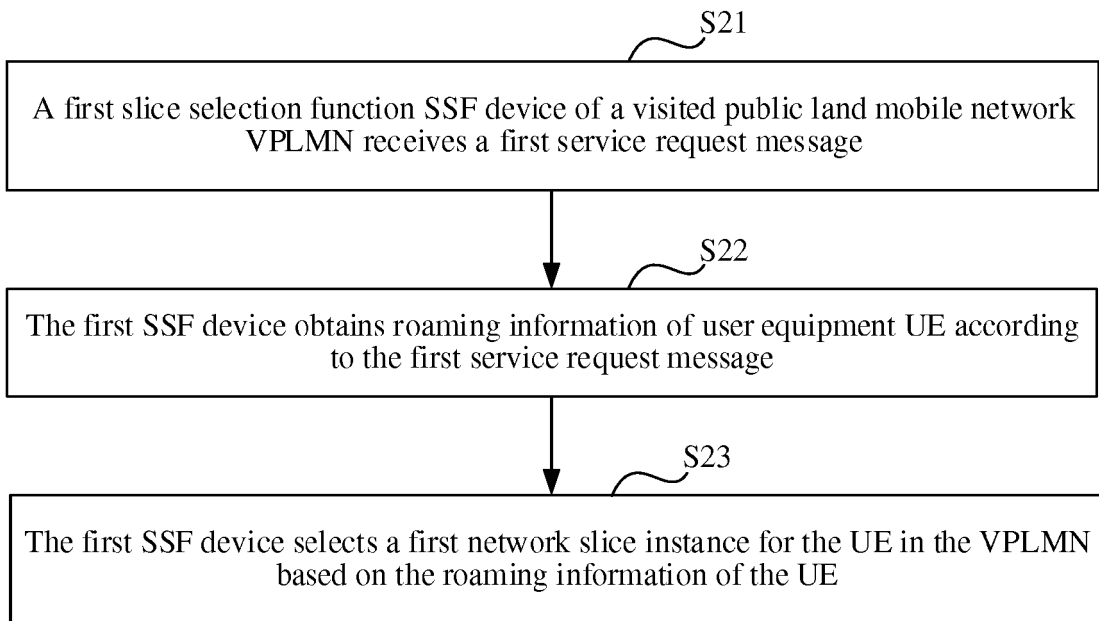 S21
A first slice selection function SSF device of a visited public land mobile network
VPLMN receives a first service request message
S22
The first SSF device obtains roaming information of user equipment UE according
to the first service request message
S23
The first SSF device selects a first network slice instance for the UE in the VPLMN
based on the roaming information of the UE